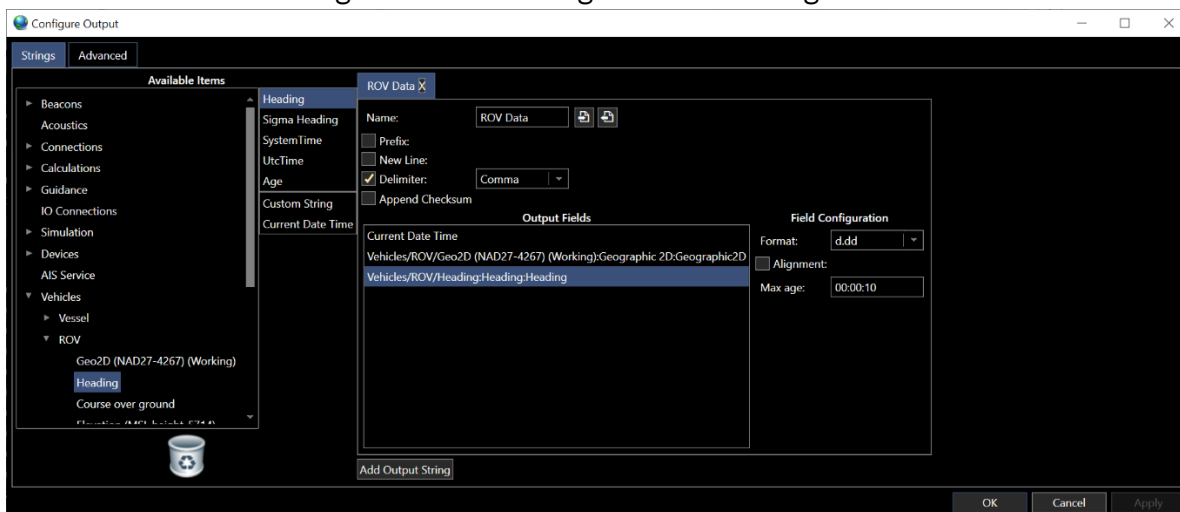 Configure Output
Strings
Advanced
Available Items
Beacons
Acoustics
Connections
Calculations
Guidance
IO Connections
Simulation
Devices
AIS Service
Vehicles
Vessel
ROV
Geo2D (NAD27-4267) (Working)
Heading
Course over ground
Heading
Sigma Heading
SystemTime
UtcTime
Age
Custom String
Current Date Time
ROV Data X
Name:
ROV Data
Prefix:
New Line:
Delimiter:
Comma
Append Checksum
Output Fields
Current Date Time
Vehicles/ROV/Geo2D (NAD27-4267) (Working):Geographic 2D:Geographic2D
Vehicles/ROV/Heading:Heading:Heading
Field Configuration
Format:
d.dd
Alignment:
Max age:
00:00:10
Add Output String
OK
Cancel
Apply